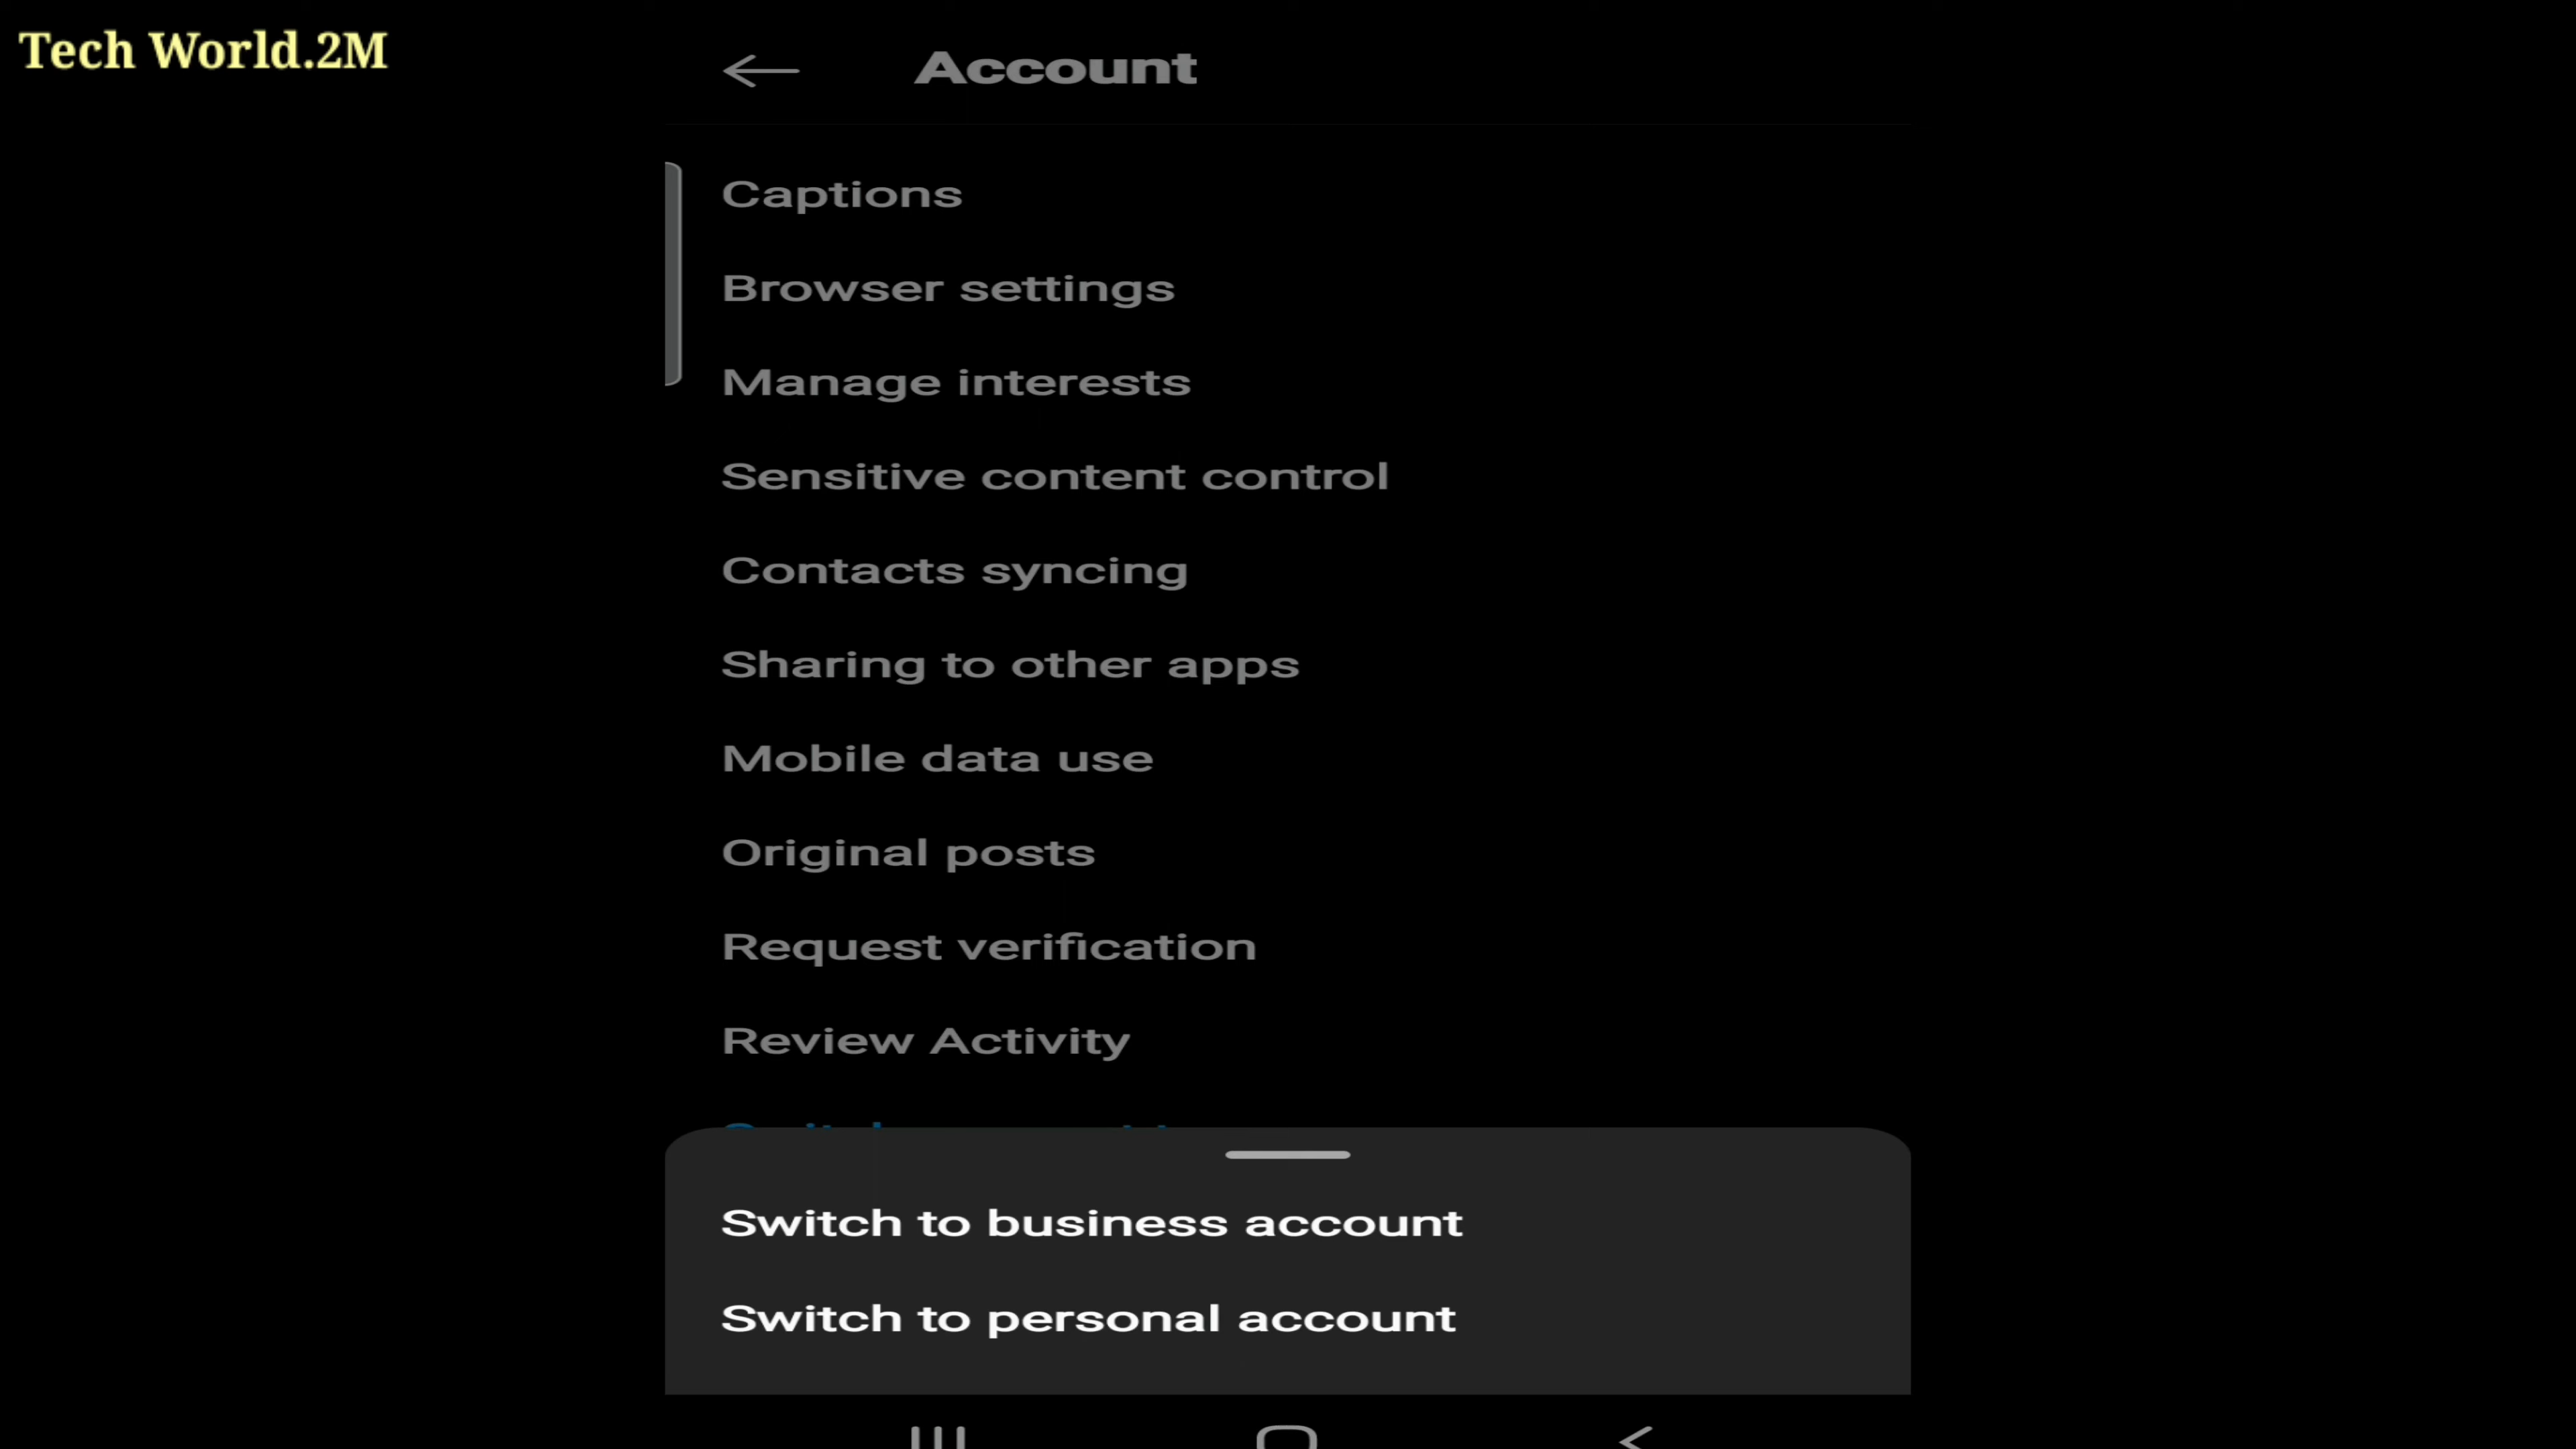 Tech World.2M
Account
Captions
Browser settings
Manage interests
Sensitive content control
Contacts syncing
Sharing to other apps
Mobile data use
Original posts
Request verification
Review Activity
Switch to business account
Switch to personal account